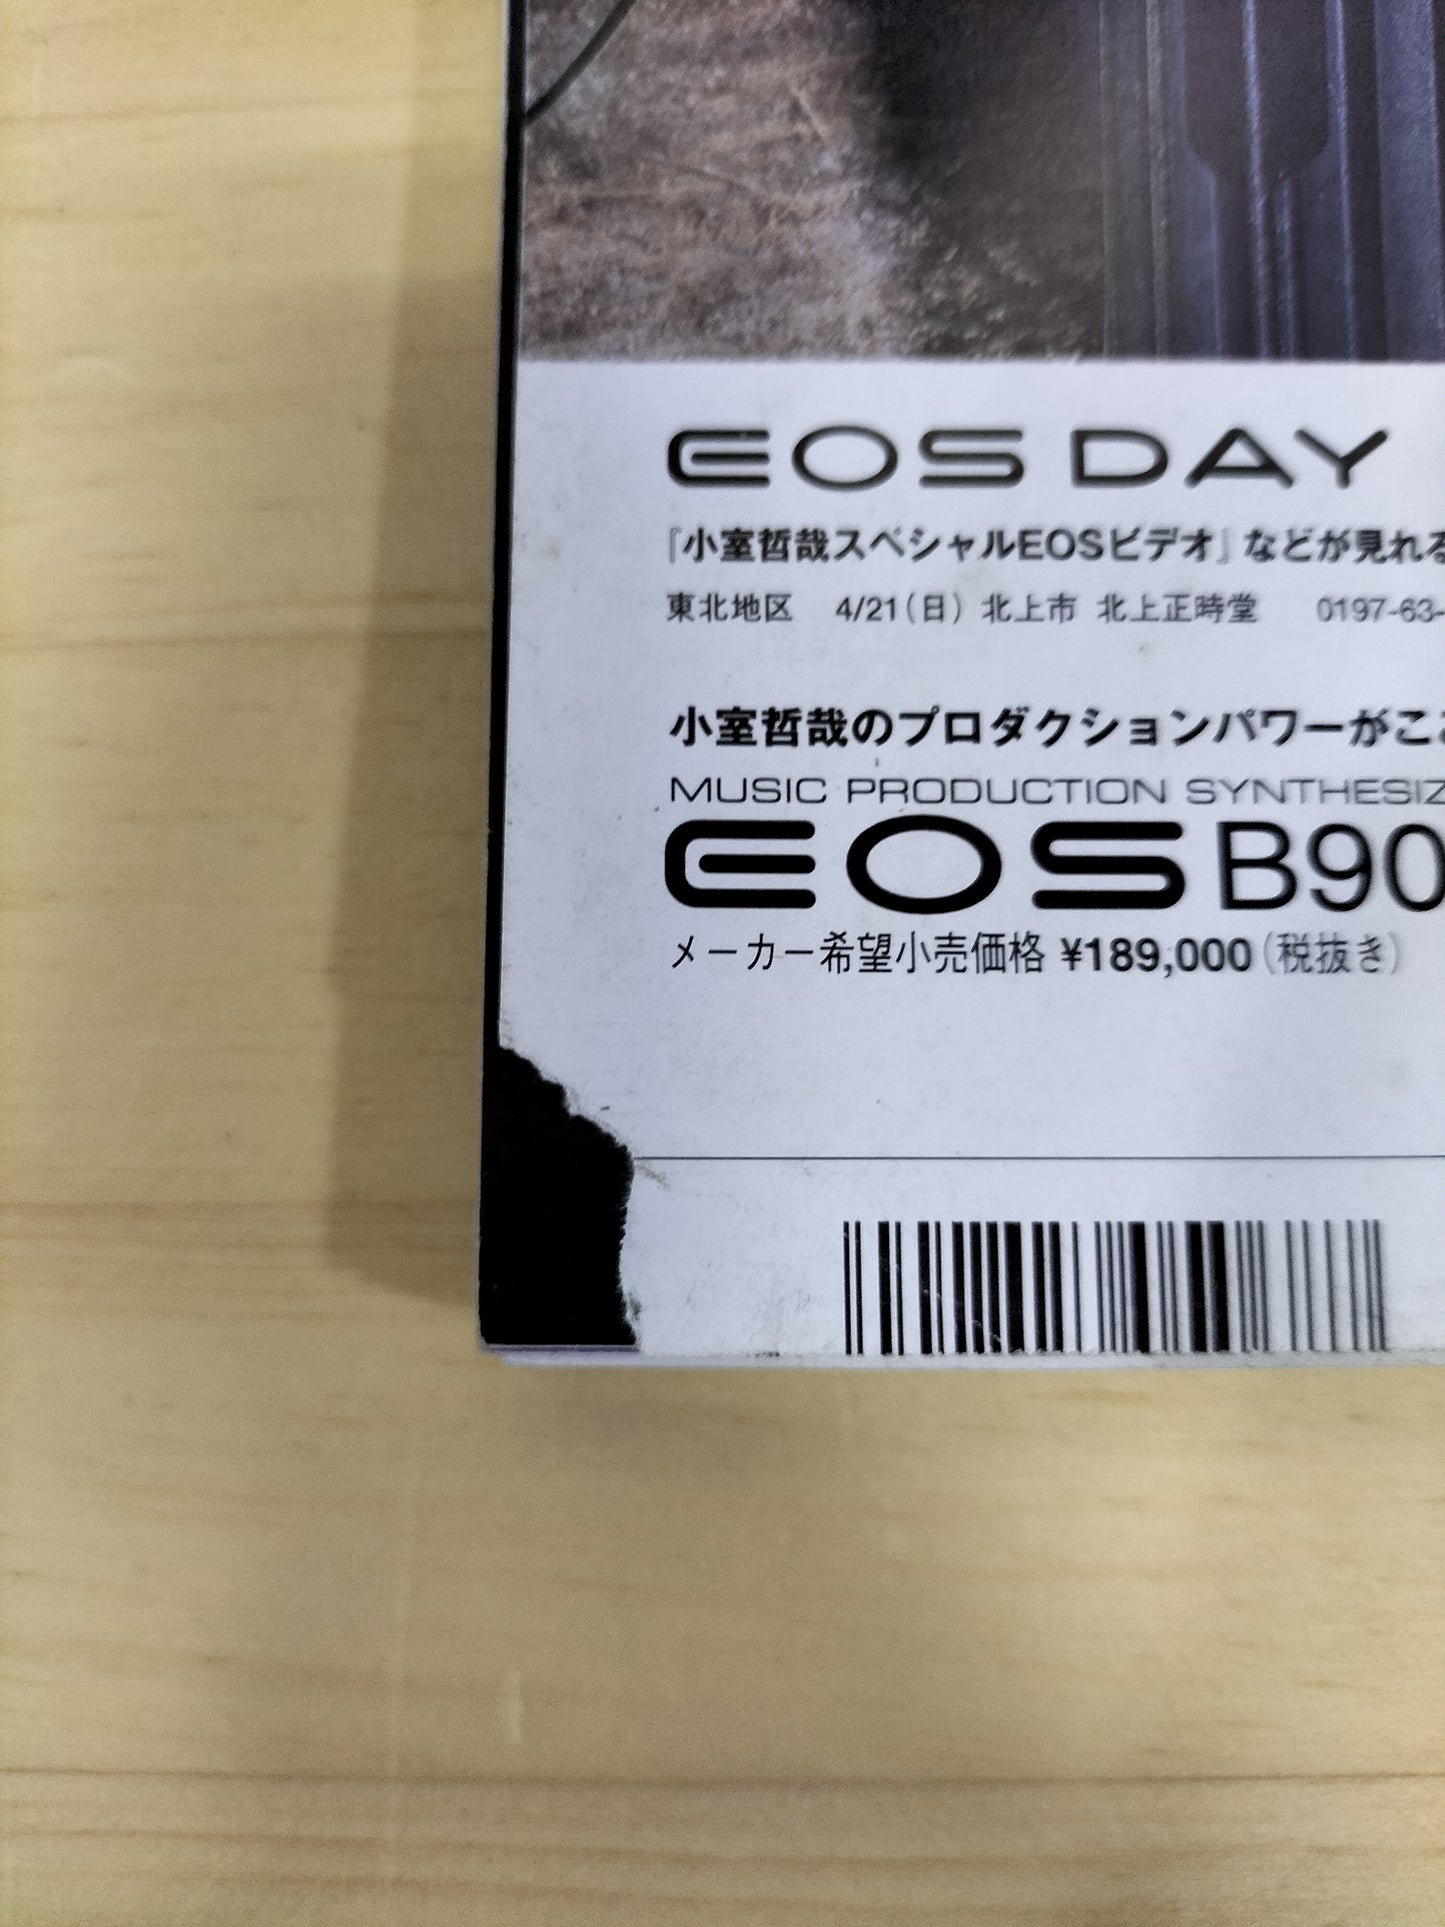 EOS DAY
『小室哲哉スペシャルEOSビデオ』などが見れる
東北地区 4/21(日) 北上市 北上正時堂 0197-63-
小室哲哉のプロダクションパワーがここ
MUSIC PRODUCTION SYNTHESIZ
EOS B90
メーカー希望小売価格 ¥189,000(税抜き)